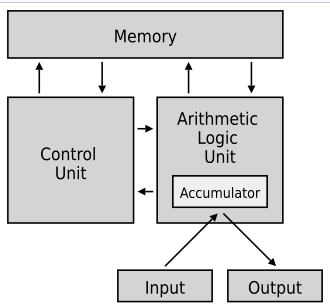 Memory
Control
Unit
Arithmetic
Logic
Unit
Accumulator
Input
Output